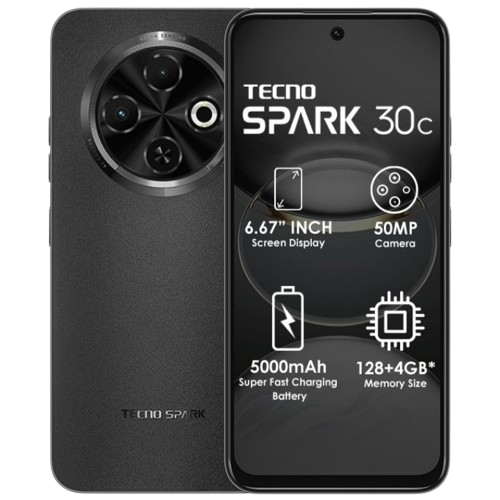 TECNO
SPARK 30C
6.67” INCH
Screen Display
50MP
Camera
5000mAh
Super Fast Charging
Battery
128+4GB*
Memory Size
TECNO SPARK